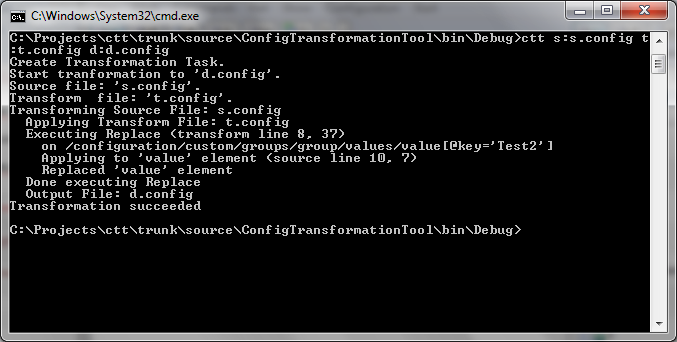 C:\Windows\System32\cmd.exe
C:\Projects\ctt\trunk\source\ConfigTransformationTool\bin\Debug>ctt s:s.config t
:t.config d:d.config
Create Transformation Task.
Start tranformation to 'd.config'.
Source file: 's.config'.
Transform  file: 't.config'.
Transforming Source File: s.config
  Applying Transform File: t.config
  Executing Replace (transform line 8, 37)
    on /configuration/custom/groups/group/values/value[@key='Test2']
    Applying to 'value' element (source line 10, 7)
    Replaced 'value' element
  Done executing Replace
  Output File: d.config
Transformation succeeded
C:\Projects\ctt\trunk\source\ConfigTransformationTool\bin\Debug>